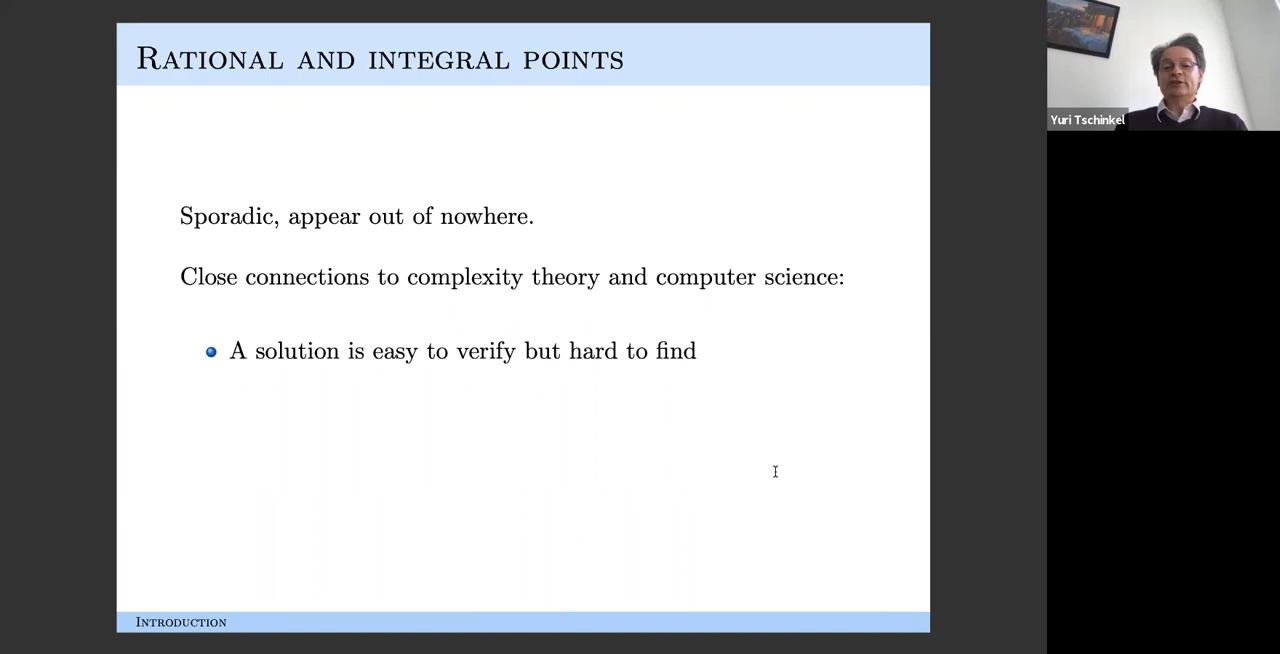 Rational and integral points
Sporadic, appear out of nowhere.
Close connections to complexity theory and computer science:
A solution is easy to verify but hard to find
Introduction
Yuri Tschinkel